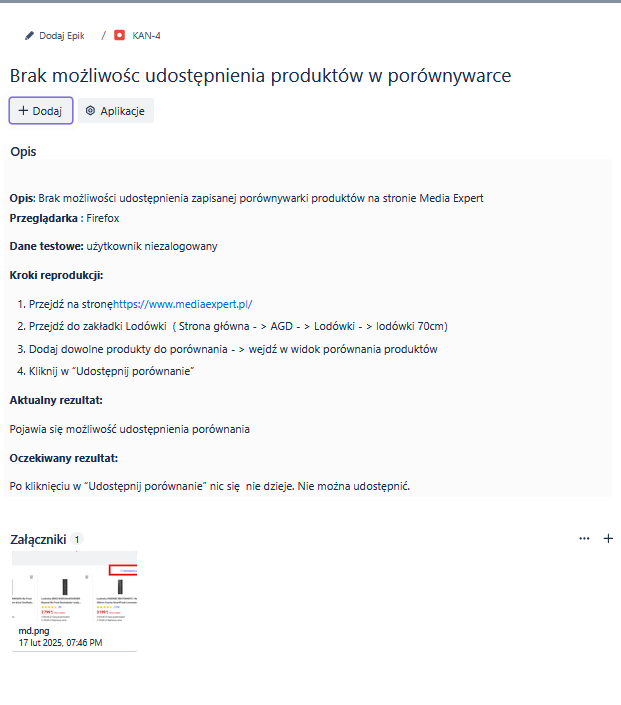 Dodaj Epik / KAN-4
Brak możliwośc udostępnienia produktów w porównywarce
+ Dodaj Aplikacje
Opis
Opis: Brak możliwości udostępnienia zapisanej porównywarki produktów na stronie Media Expert
Przeglądarka : Firefox
Dane testowe: użytkownik niezalogowany
Kroki reprodukcji:
1. Przejdź na stronęhttps://www.mediaexpert.pl/
2. Przejdź do zakładki Lodówki ( Strona główna - > AGD - > Lodówki - > lodówki 70cm)
3. Dodaj dowolne produkty do porównania - > wejdź w widok porównania produktów
4. Kliknij w “Udostępnij porównanie”
Aktualny rezultat:
Pojawia się możliwość udostępnienia porównania
Oczekiwany rezultat:
Po kliknięciu w “Udostępnij porównanie” nic się nie dzieje. Nie można udostępnić.
Załączniki 1
md.png
17 lut 2025, 07:46 PM